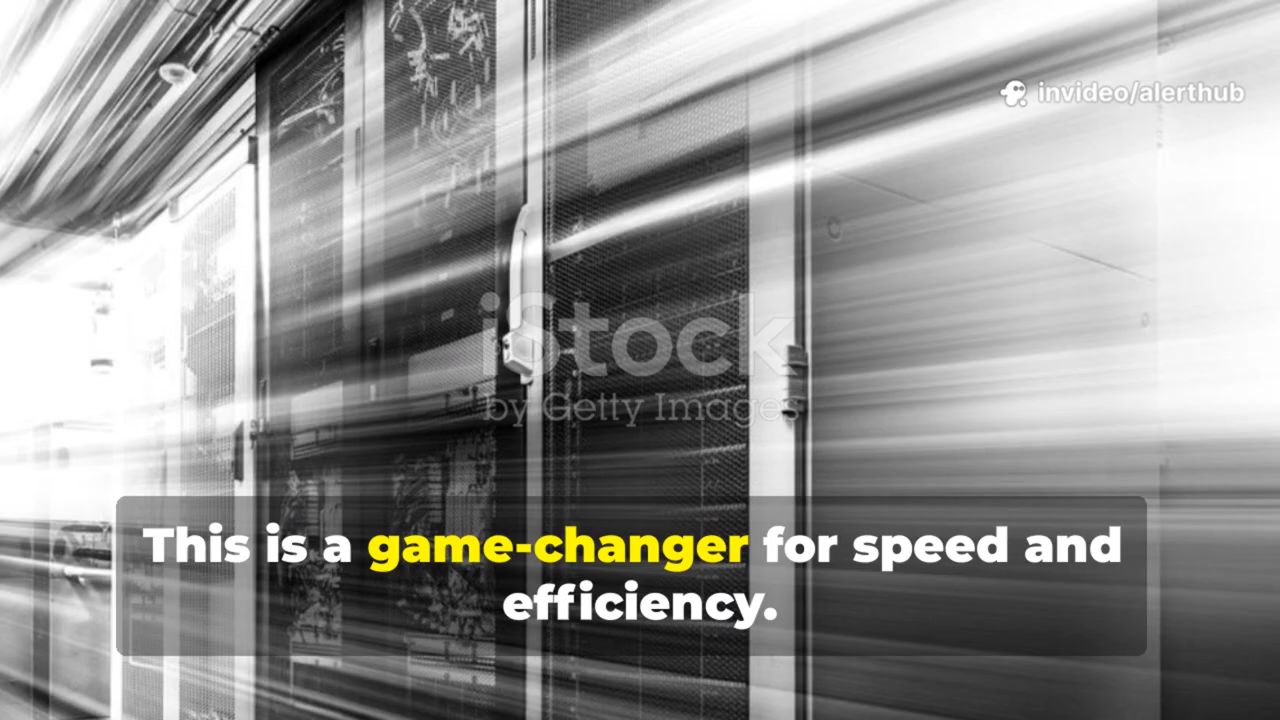 invideo/alerthub
iStock
by Getty Images
This is a game-changer for speed and
efficiency.